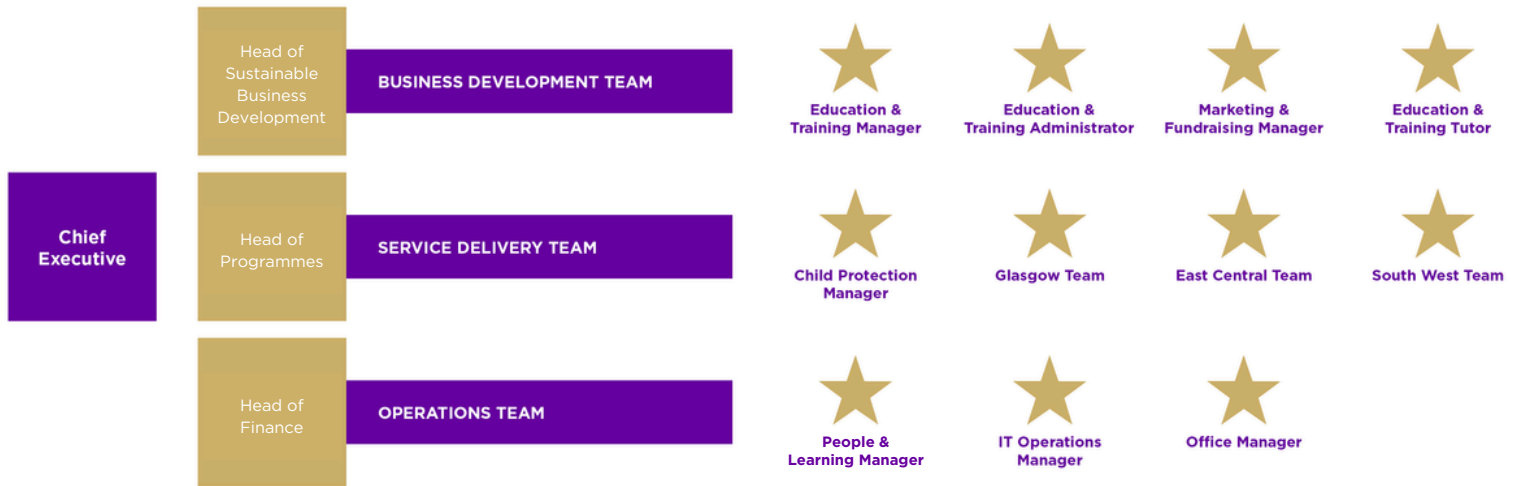 Chief
Executive
Head of
Sustainable
Business
Development
BUSINESS DEVELOPMENT TEAM
Education &
Training Manager
Education &
Training Administrator
Marketing &
Fundraising Manager
Education &
Training Tutor
Head of
Programmes
SERVICE DELIVERY TEAM
Child Protection
Manager
Glasgow Team
East Central Team
South West Team
Head of
Finance
OPERATIONS TEAM
People &
Learning Manager
IT Operations
Manager
Office Manager